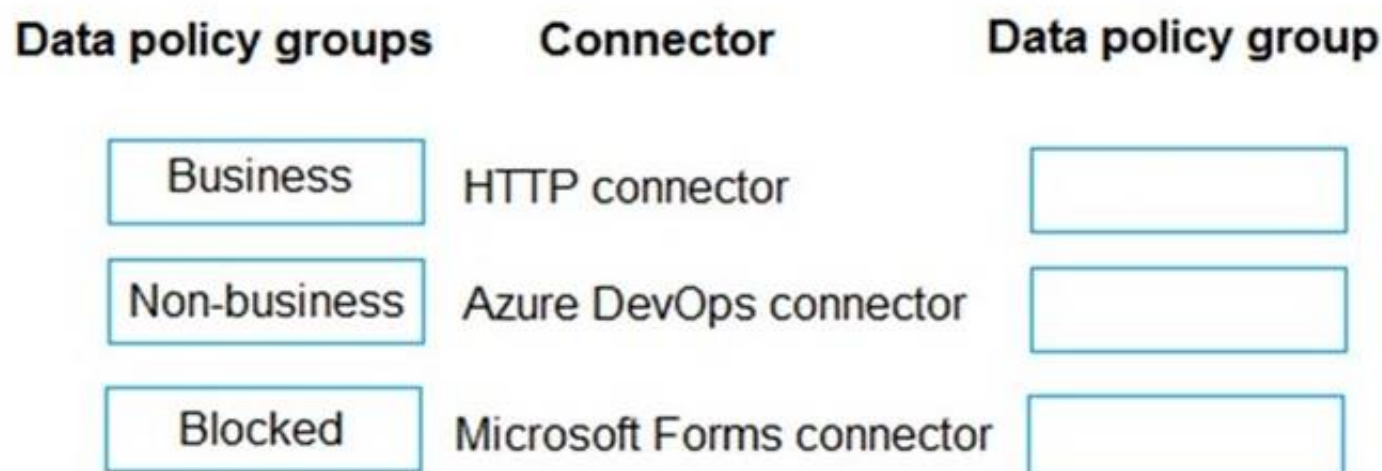 Data policy groups Connector Data policy group
Business HTTP connector
Non-business Azure DevOps connector
Blocked Microsoft Forms connector